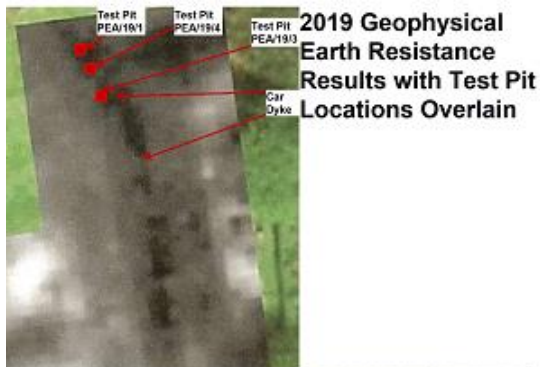 Test Pit
PEA/19/1
Test Pit
PEA/19/4
Test Pit
PEA/19/3
Car
Dyke
2019 Geophysical
Earth Resistance
Results with Test Pit
Locations Overlain